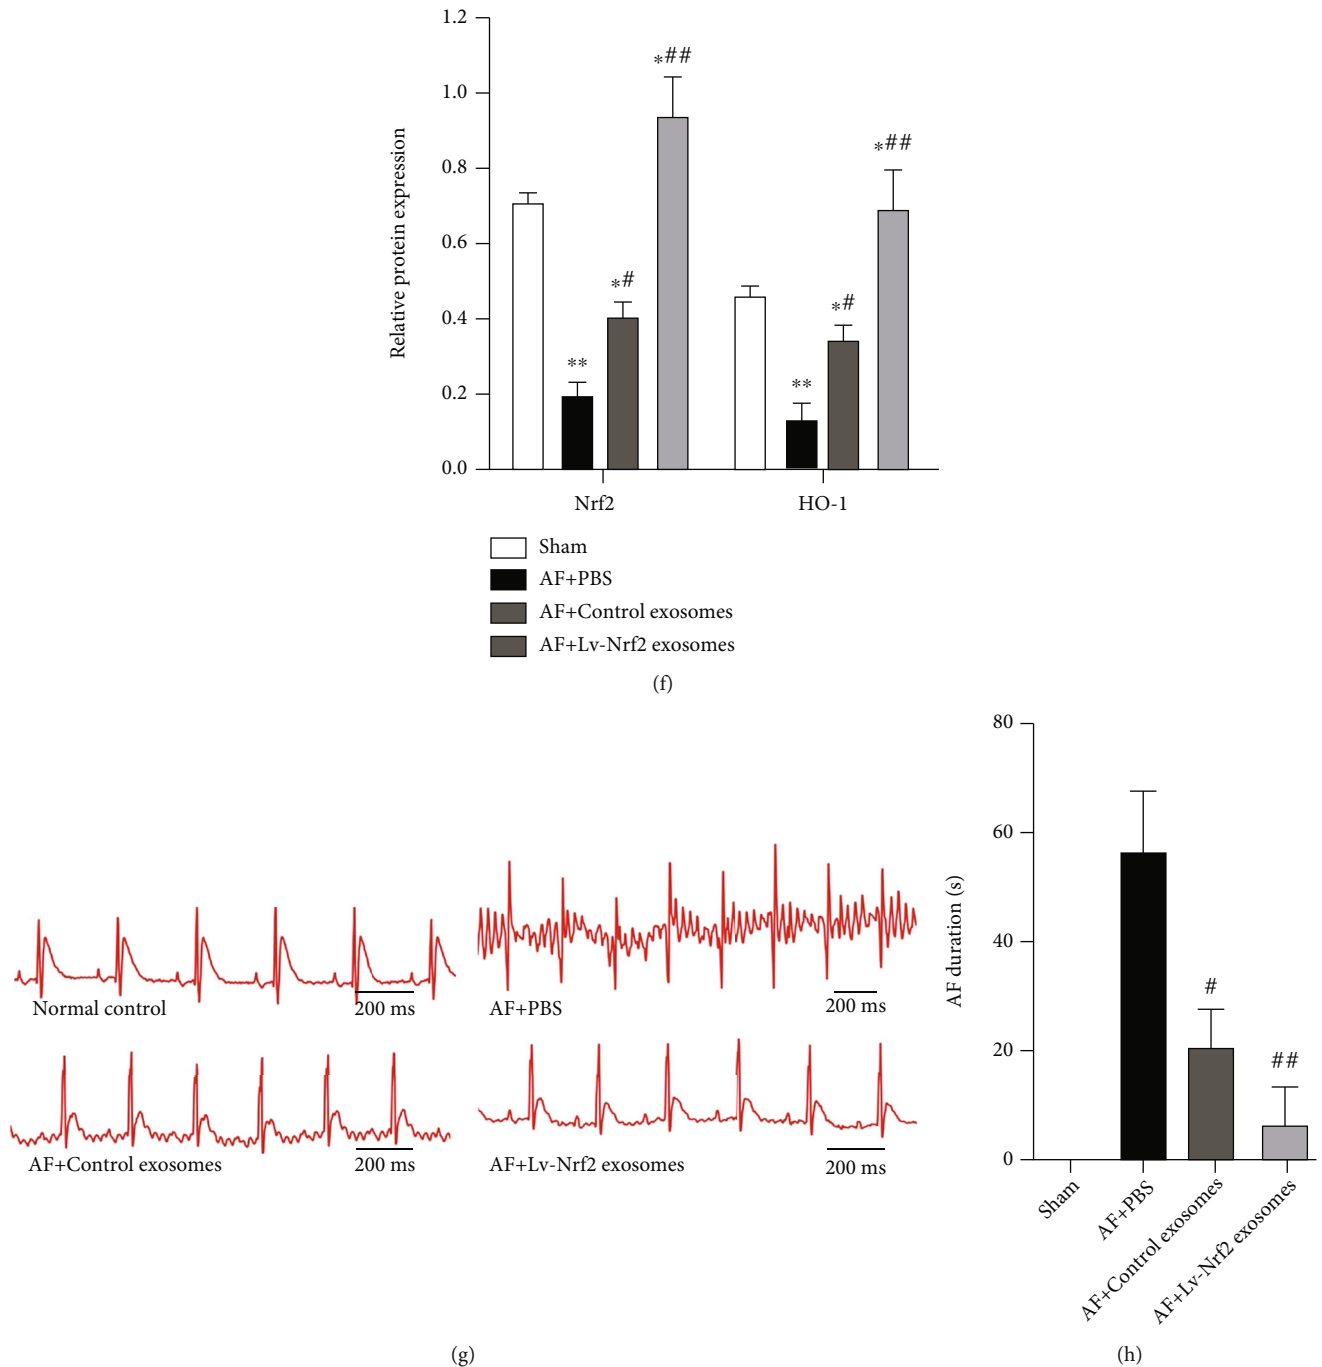 1.2
1.0
0.8
0.6
0.4
0.2
0.0
Relative protein expression
**
*#
*##
**
*#
*##
Nrf2
HO-1
Sham
AF+PBS
AF+Control exosomes
AF+Lv-Nrf2 exosomes
(f)
Normal control
200 ms
AF+PBS
200 ms
AF+Control exosomes
200 ms
AF+Lv-Nrf2 exosomes
200 ms
(g)
80
60
40
20
0
AF duration (s)
#
##
Sham
AF+PBS
AF+Control exosomes
AF+Lv-Nrf2 exosomes
(h)